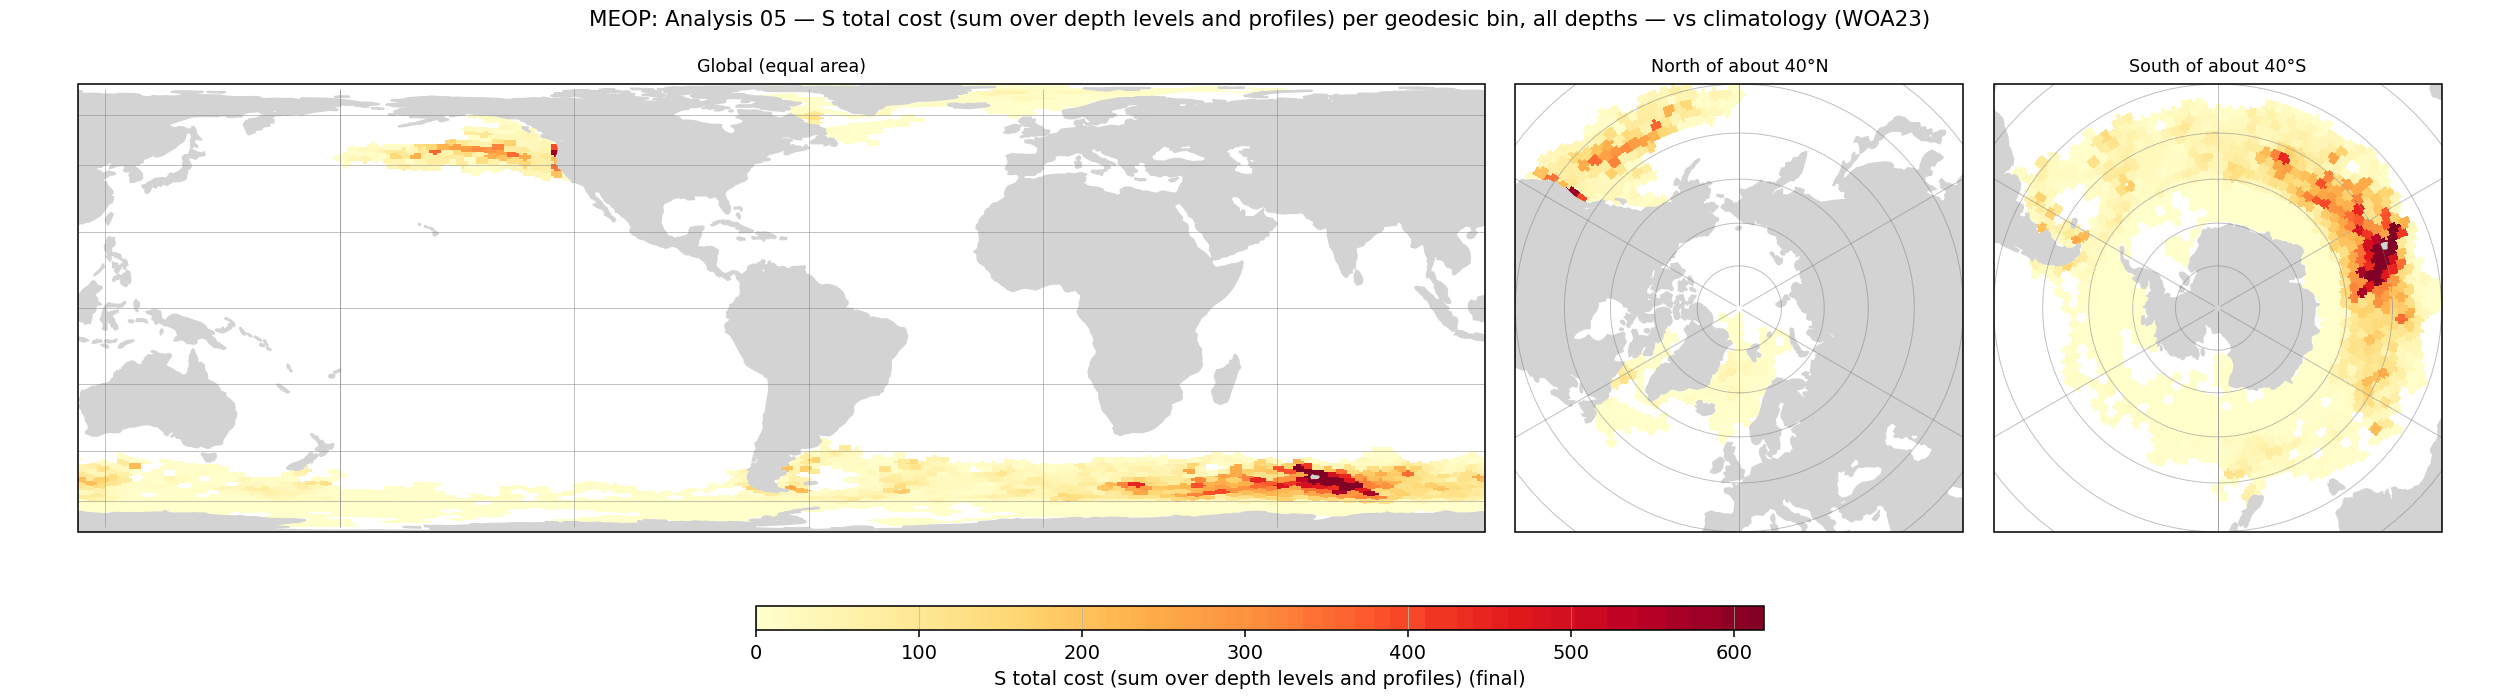 MEOP: Analysis 05 — S total cost (sum over depth levels and profiles) per geodesic bin, all depths — vs climatology (WOA23)
Global (equal area)
North of about 40°N
South of about 40°S
0 100 200 300 400 500 600
S total cost (sum over depth levels and profiles) (final)